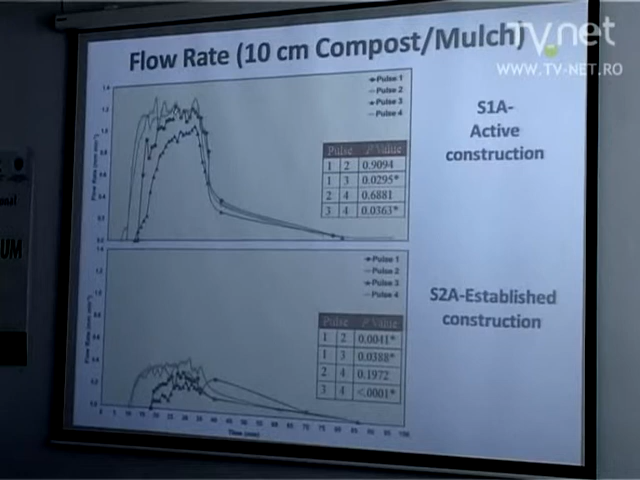 TV.net
WWW.TV-NET.RO
Flow Rate (10 cm Compost/Mulch)
Pulse 1
Pulse 2
Pulse 3
Pulse 4
S1A-
Active
construction
Pulse P Value
1 2 0.9094
1 3 0.0295*
2 4 0.6881
3 4 0.0363*
Pulse 1
Pulse 2
Pulse 3
Pulse 4
S2A-Established
construction
Pulse P Value
1 2 0.0041*
1 3 0.0388*
2 4 0.1972
3 4 <.0001*
Time (min)
UM